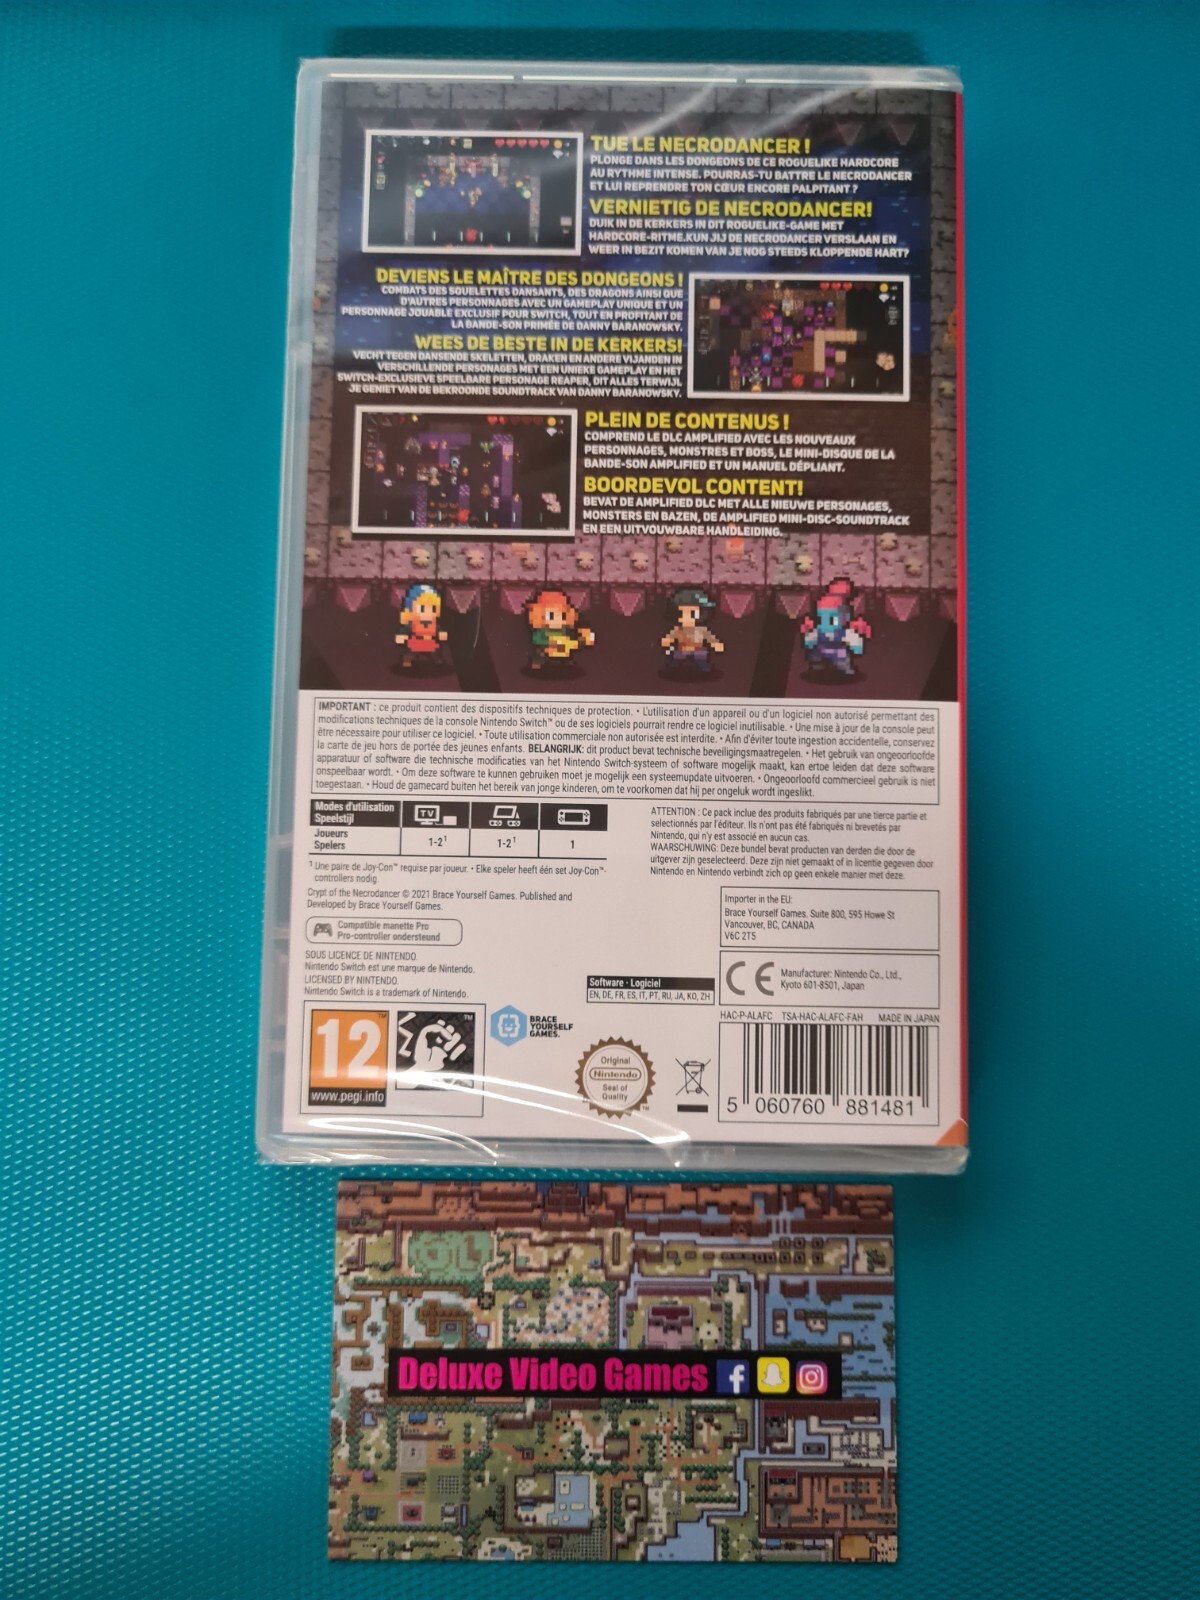 TUE LE NECRODANCER !
PLONGE DANS LES DONGEONS DE CE ROGUELIKE HARDCORE
AU RYTHME INTENSE. POURRAS-TU BATTRE LE NECRODANCER
ET LUI REPRENDRE TON CŒUR ENCORE PALPITANT ?
VERNIETIG DE NECRODANCER!
DUIK IN DE KERKERS IN DIT ROGUELIKE-GAME MET
HARDCORE-RITME.KUN JIJ DE NECRODANCER VERSLAAN EN
WEER IN BEZIT KOMEN VAN JE NOG STEEDS KLOPPENDE HART?
DEVIENS LE MAÎTRE DES DONGEONS !
COMBATS DES SQUELETTES DANSANTS, DES DRAGONS AINSI QUE
D'AUTRES PERSONNAGES AVEC UN GAMEPLAY UNIQUE ET UN
PERSONNAGE JOUABLE EXCLUSIF POUR SWITCH, TOUT EN PROFITANT DE
LA BANDE-SON PRIMÉE DE DANNY BARANOWSKY.
WEES DE BESTE IN DE KERKERS!
VECHT TEGEN DANSENDE SKELETTEN, DRAKEN EN ANDERE VIJANDEN IN
VERSCHILLENDE PERSONAGES MET EEN UNIEKE GAMEPLAY EN HET
SWITCH-EXCLUSIEVE SPEELBARE PERSONAGE REAPER, DIT ALLES TERWIJL
JE GENIET VAN DE BEKROONDE SOUNDTRACK VAN DANNY BARANOWSKY.
PLEIN DE CONTENUS !
COMPREND LE DLC AMPLIFIED AVEC LES NOUVEAUX
PERSONNAGES, MONSTRES ET BOSS, LE MINI-DISQUE DE LA
BANDE-SON AMPLIFIED ET UN MANUEL DÉPLIANT.
BOORDEVOL CONTENT!
BEVAT DE AMPLIFIED DLC MET ALLE NIEUWE PERSONAGES,
MONSTERS EN BAZEN, DE AMPLIFIED MINI-DISC-SOUNDTRACK
EN EEN UITVOUWBARE HANDLEIDING.
IMPORTANT : ce produit contient des dispositifs techniques de protection. • L'utilisation d'un appareil ou d'un logiciel non autorisé permettant des
modifications techniques de la console Nintendo Switch™ ou de ses logiciels pourrait rendre ce logiciel inutilisable. • Une mise à jour de la console peut
être nécessaire pour utiliser ce logiciel. • Toute utilisation commerciale non autorisée est interdite. • Afin d'éviter toute ingestion accidentelle, conservez
la carte de jeu hors de portée des jeunes enfants. BELANGRIJK: dit product bevat technische beveiligingsmaatregelen. • Het gebruik van ongeoorloofde
apparatuur of software die technische modificaties van het Nintendo Switch-systeem of software mogelijk maakt, kan ertoe leiden dat deze software
onspeelbaar wordt. • Om deze software te kunnen gebruiken moet je mogelijk een systeemupdate uitvoeren. • Ongeoorloofd commercieel gebruik is niet
toegestaan. • Houd de gamecard buiten het bereik van jonge kinderen, om te voorkomen dat hij per ongeluk wordt ingeslikt.
Modes d'utilisation
Speelstijl
TV
Joueurs
Spelers
1-2¹
1-2¹
1
¹ Une paire de Joy-Con™ requise par joueur. • Elke speler heeft één set Joy-Con™-
controllers nodig
Crypt of the Necrodancer © 2021 Brace Yourself Games. Published and
Developed by Brace Yourself Games.
Compatible manette Pro
Pro-controller ondersteund
SOUS LICENCE DE NINTENDO.
Nintendo Switch est une marque de Nintendo.
LICENSED BY NINTENDO.
Nintendo Switch is a trademark of Nintendo.
ATTENTION : Ce pack include des produits fabriqués par une tierce partie et
selectionnés par l'éditeur. Ils n'ont pas été fabriqués ni brevetés par
Nintendo, qui n'y est associé en aucun cas.
WAARSCHUWING: Deze bundel bevat producten van derden die door de
uitgever zijn geselecteerd. Deze zijn niet gemaakt of in licentie gegeven door
Nintendo en Nintendo verbindt zich op geen enkele manier met deze.
Importer in the EU:
Brace Yourself Games. Suite 800, 595 Howe St
Vancouver, BC, CANADA
V6C 2T5
CE
Manufacturer: Nintendo Co., Ltd.,
Kyoto 601-8501, Japan
Software · Logiciel
EN, DE, FR, ES, IT, PT, RU, JA, KO, ZH
HAC-P-ALAFC TSA-HAC-ALAFC-FAH MADE IN JAPAN
12
www.pegi.info
BRACE
YOURSELF
GAMES.
Original
Nintendo
Seal of
Quality
5 060760 881481
Deluxe Video Games